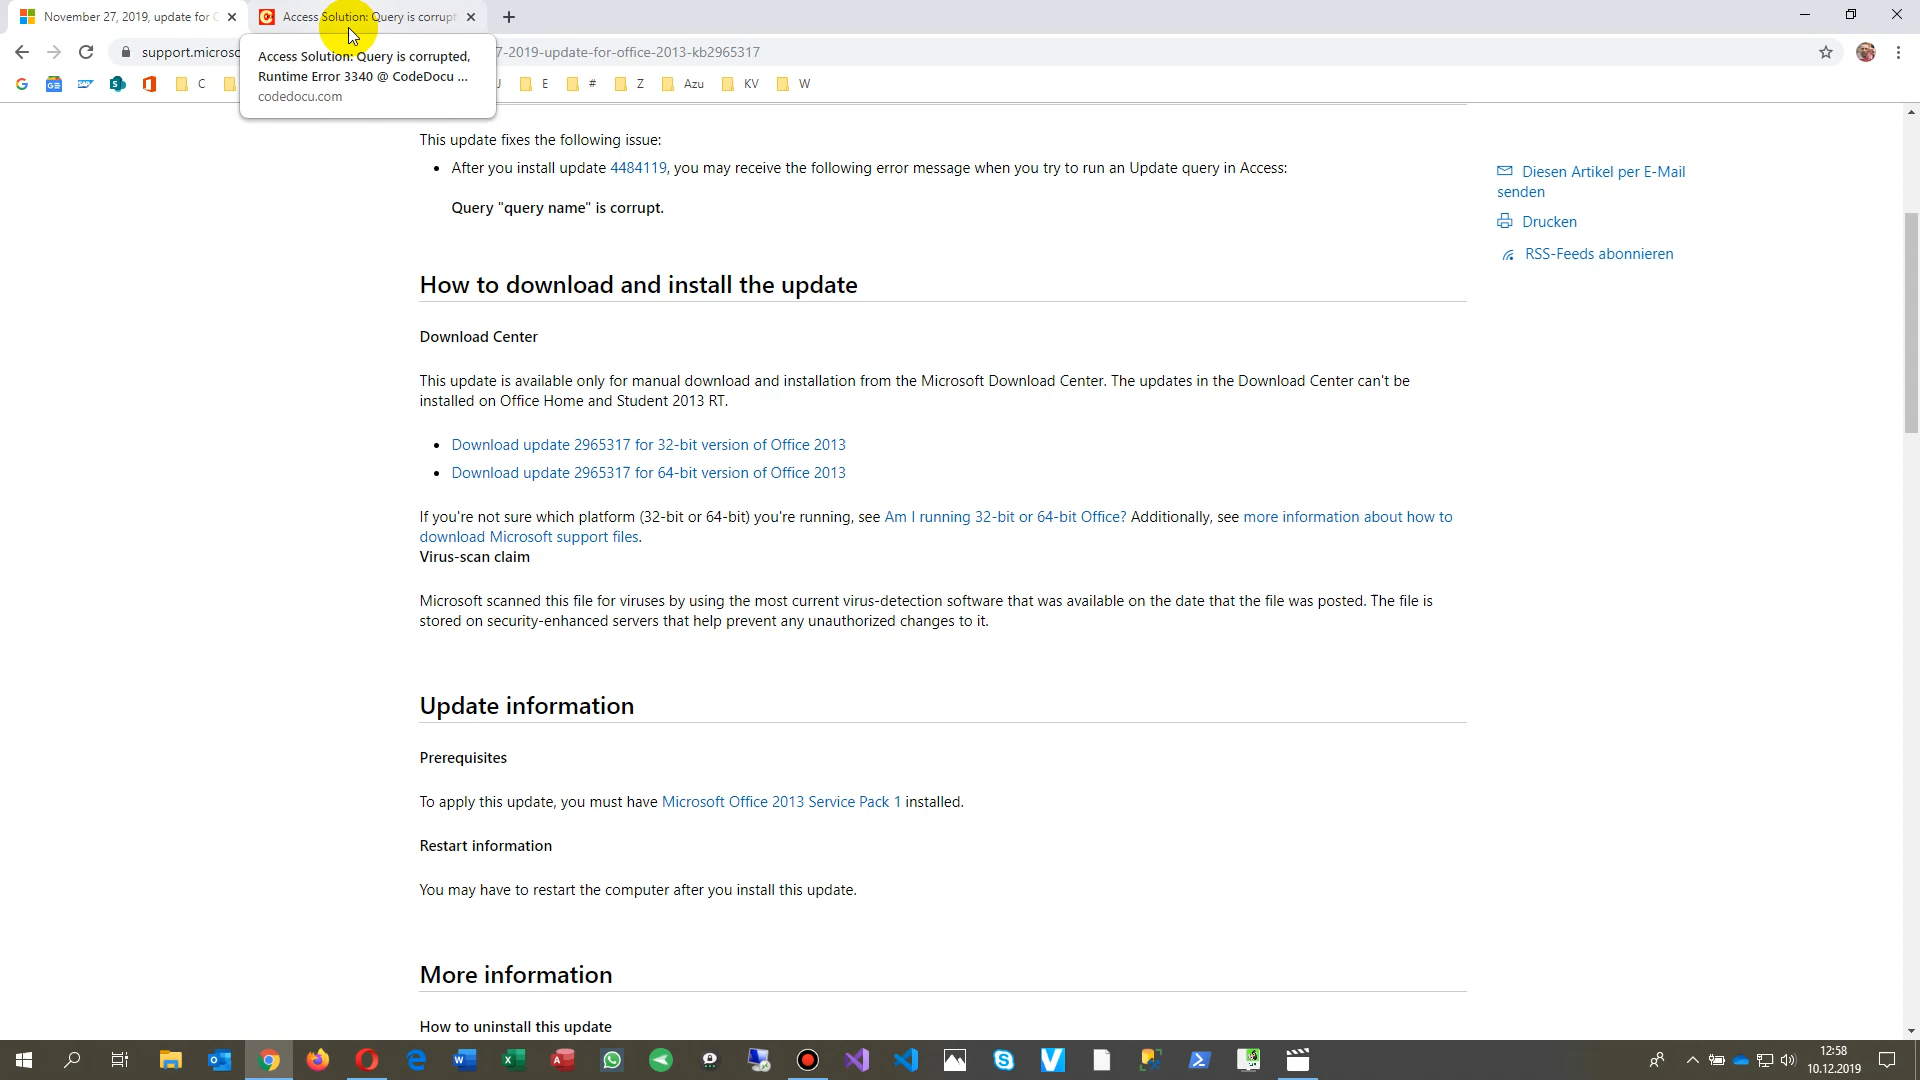 November 27, 2019, update for
Access Solution: Query is corrupt
support.microso
7-2019-update-for-office-2013-kb2965317
Access Solution: Query is corrupted,
Runtime Error 3340 @ CodeDocu ...
codedocu.com
C
E
#
Z
Azu
KV
W
This update fixes the following issue:
• After you install update 4484119, you may receive the following error message when you try to run an Update query in Access:
Query "query name" is corrupt.
Diesen Artikel per E-Mail
senden
Drucken
RSS-Feeds abonnieren
How to download and install the update
Download Center
This update is available only for manual download and installation from the Microsoft Download Center. The updates in the Download Center can't be
installed on Office Home and Student 2013 RT.
• Download update 2965317 for 32-bit version of Office 2013
• Download update 2965317 for 64-bit version of Office 2013
If you're not sure which platform (32-bit or 64-bit) you're running, see Am I running 32-bit or 64-bit Office? Additionally, see more information about how to
download Microsoft support files.
Virus-scan claim
Microsoft scanned this file for viruses by using the most current virus-detection software that was available on the date that the file was posted. The file is
stored on security-enhanced servers that help prevent any unauthorized changes to it.
Update information
Prerequisites
To apply this update, you must have Microsoft Office 2013 Service Pack 1 installed.
Restart information
You may have to restart the computer after you install this update.
More information
How to uninstall this update
12:58
10.12.2019